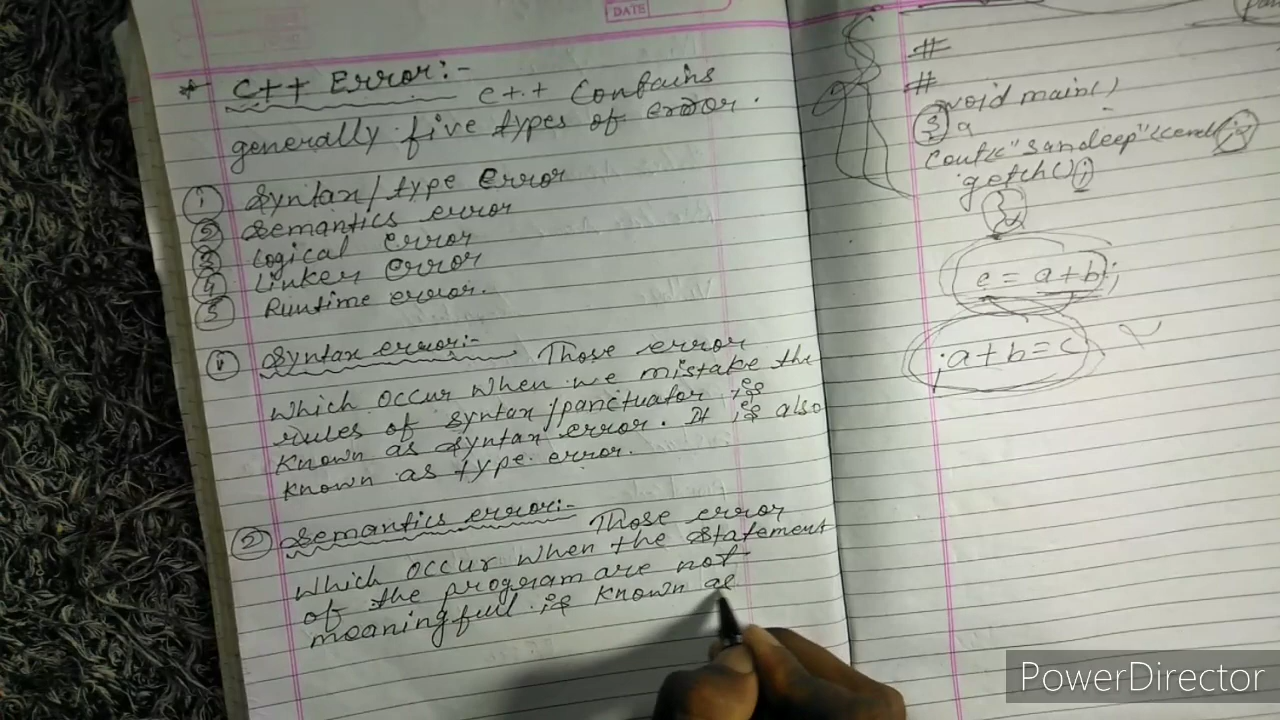 DATE
* C++ Error:-
C++ Contains
generally five types of error.
① Syntax/type Error
② Semantics error
③ Logical error
④ Linker Error
⑤ Runtime error.
① Syntax error:- Those error
which occur when we mistake the
rules of syntax/panctuator is
known as syntax error. It is also
known as type error.
② Semantics error:- Those error
which occur when the statement
of the program are not
meaningfull is known as
#
#
void main()
{
cout<<"Sandeep"<<endl;
getch();
}
c = a+b;
;a+b=c
PowerDirector